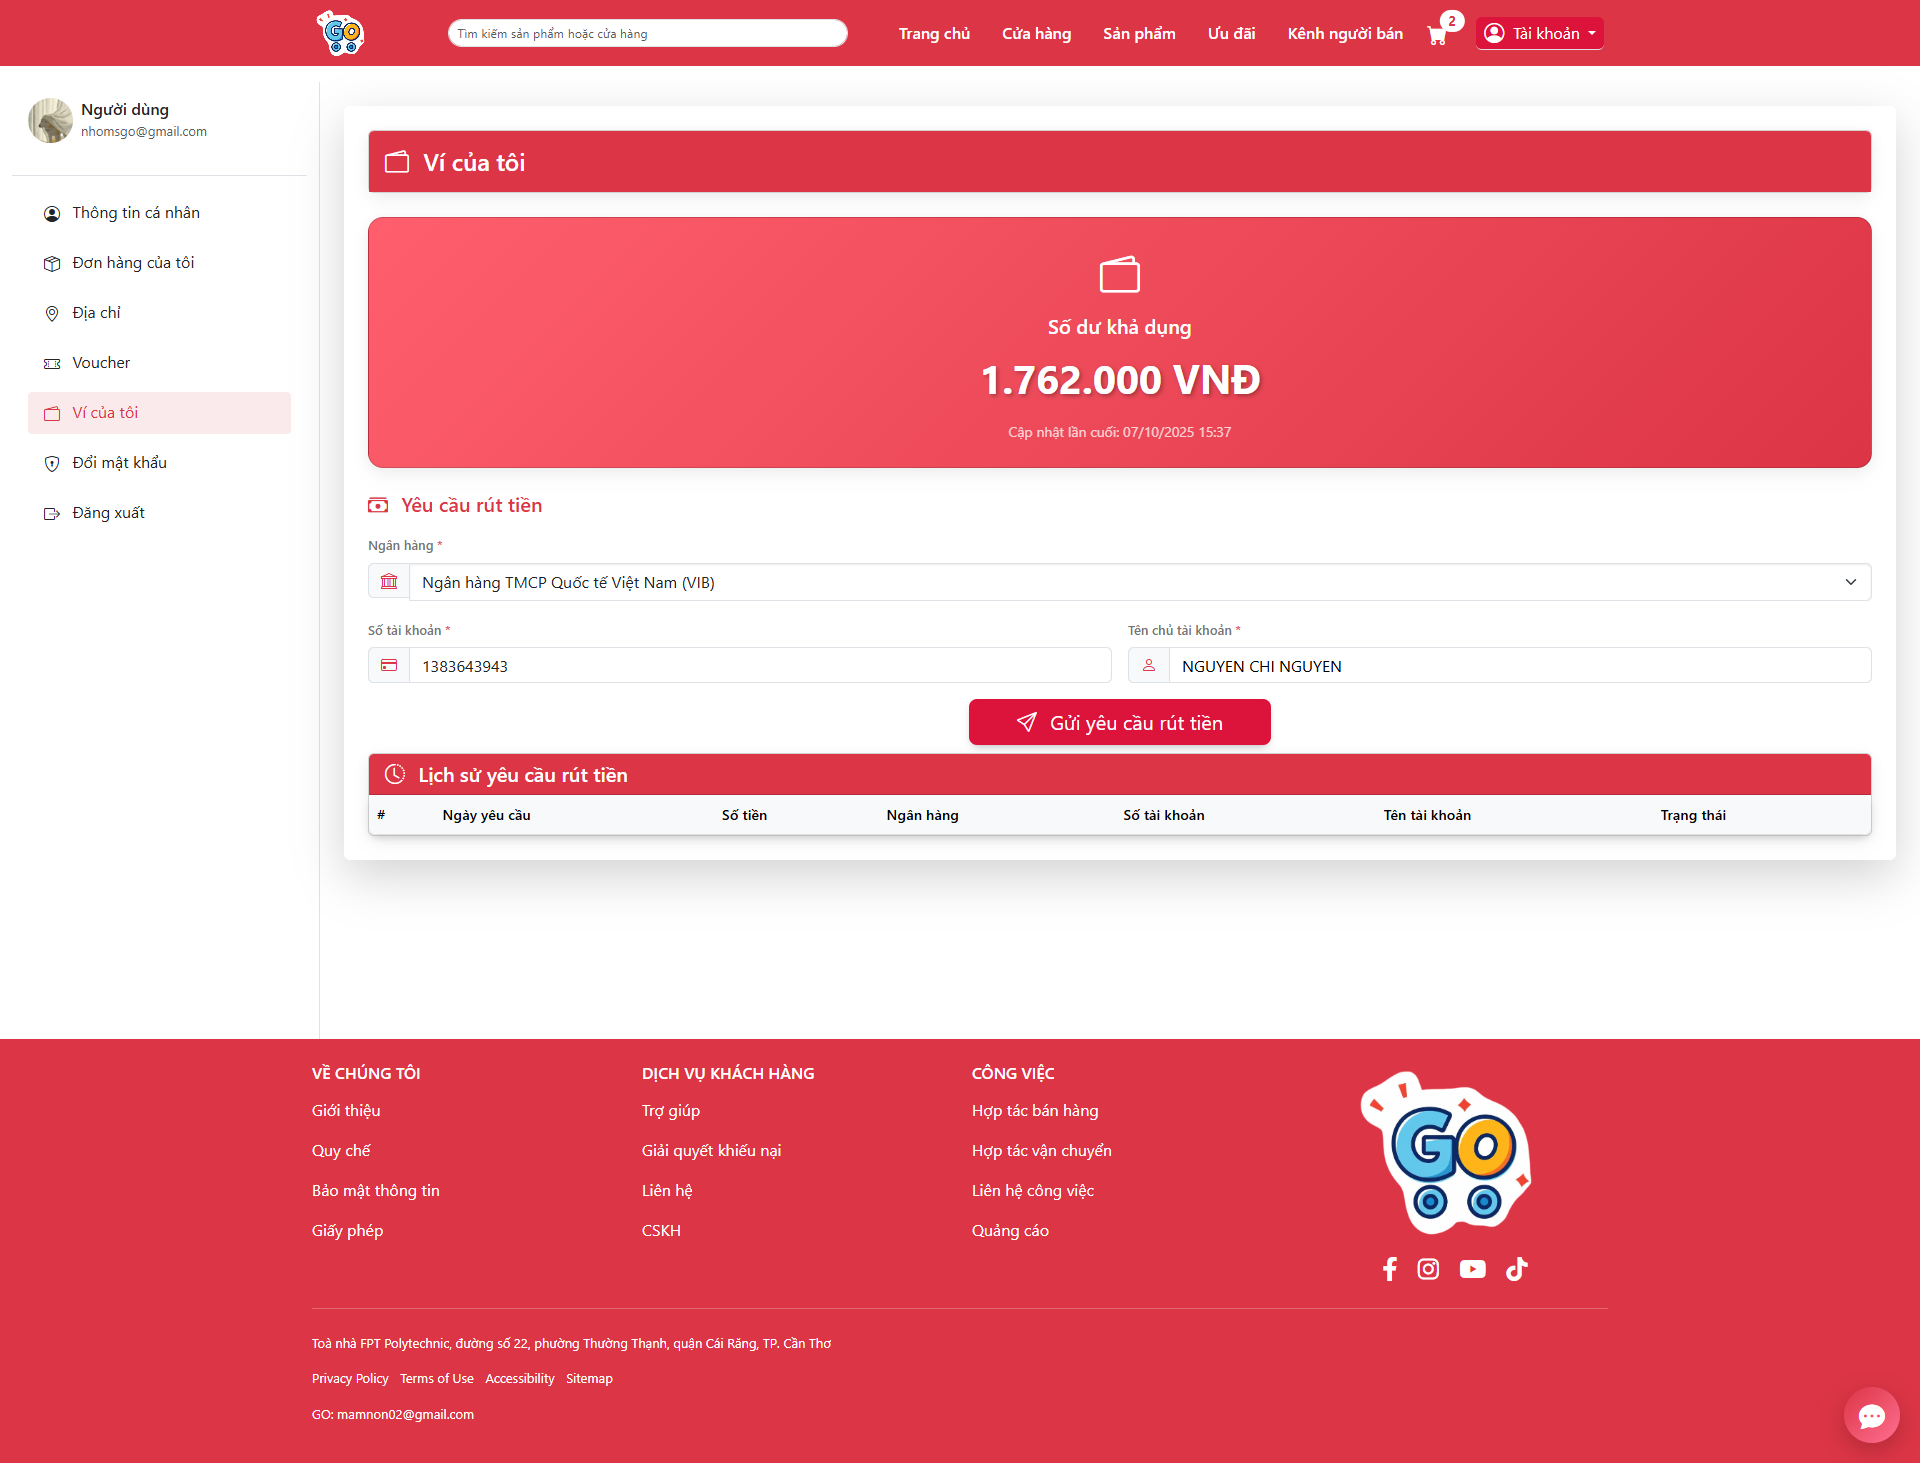 GO
Tìm kiếm sản phẩm hoặc cửa hàng
Trang chủ
Cửa hàng
Sản phẩm
Ưu đãi
Kênh người bán
2
Tài khoản
Người dùng
nhomsgo@gmail.com
Thông tin cá nhân
Đơn hàng của tôi
Địa chỉ
Voucher
Ví của tôi
Đổi mật khẩu
Đăng xuất
Ví của tôi
Số dư khả dụng
1.762.000 VNĐ
Cập nhật lần cuối: 07/10/2025 15:37
Yêu cầu rút tiền
Ngân hàng *
Ngân hàng TMCP Quốc tế Việt Nam (VIB)
Số tài khoản *
1383643943
Tên chủ tài khoản *
NGUYEN CHI NGUYEN
Gửi yêu cầu rút tiền
Lịch sử yêu cầu rút tiền
# Ngày yêu cầu Số tiền Ngân hàng Số tài khoản Tên tài khoản Trạng thái
VỀ CHÚNG TÔI
Giới thiệu
Quy chế
Bảo mật thông tin
Giấy phép
DỊCH VỤ KHÁCH HÀNG
Trợ giúp
Giải quyết khiếu nại
Liên hệ
CSKH
CÔNG VIỆC
Hợp tác bán hàng
Hợp tác vận chuyển
Liên hệ công việc
Quảng cáo
GO
Toà nhà FPT Polytechnic, đường số 22, phường Thường Thạnh, quận Cái Răng, TP. Cần Thơ
Privacy Policy Terms of Use Accessibility Sitemap
GO: mamnon02@gmail.com